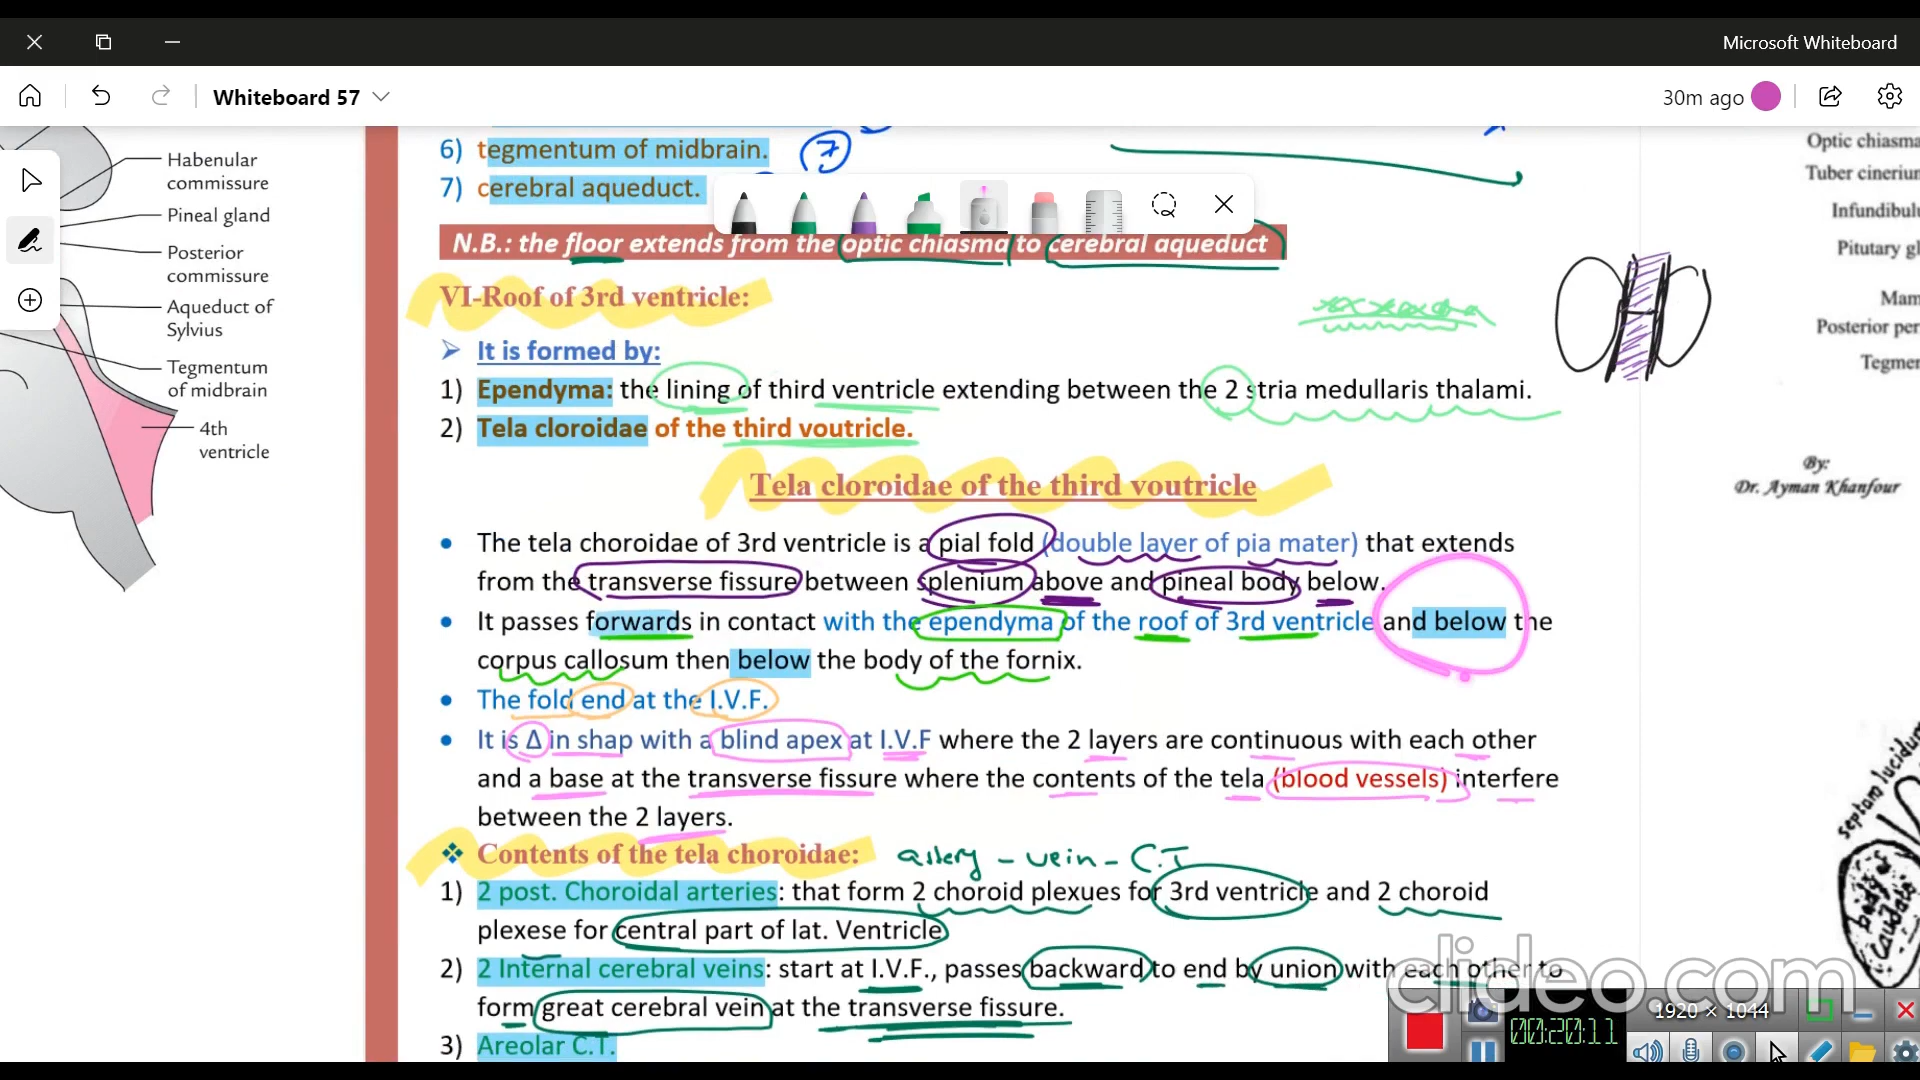 Microsoft Whiteboard
Whiteboard 57
30m ago
Habenular
commissure
Pineal gland
Posterior
commissure
Aqueduct of
Sylvius
Tegmentum
of midbrain
4th
ventricle
6) tegmentum of midbrain.
7
7) cerebral aqueduct.
N.B.: the floor extends from the optic chiasma to cerebral aqueduct
VI-Roof of 3rd ventricle:
It is formed by:
1) Ependyma: the lining of third ventricle extending between the 2 stria medullaris thalami.
2) Tela cloroidae of the third voutricle.
Tela cloroidae of the third voutricle
• The tela choroidae of 3rd ventricle is a pial fold (double layer of pia mater) that extends
from the transverse fissure between splenium above and pineal body below.
• It passes forwards in contact with the ependyma of the roof of 3rd ventricle and below the
corpus callosum then below the body of the fornix.
• The fold end at the I.V.F.
• It is Δ in shap with a blind apex at I.V.F where the 2 layers are continuous with each other
and a base at the transverse fissure where the contents of the tela (blood vessels) interfere
between the 2 layers.
Contents of the tela choroidae: artery - vein - C.T
1) 2 post. Choroidal arteries: that form 2 choroid plexues for 3rd ventricle and 2 choroid
plexese for central part of lat. Ventricle
2) 2 Internal cerebral veins: start at I.V.F., passes backward to end by union with each other to
form great cerebral vein at the transverse fissure.
3) Areolar C.T.
Optic chiasma
Tuber cineriun
Infundibulu
Pitutary gl
Mam
Posterior per
Tegmen
By:
Dr. Ayman Khanfour
septum lucidum
body
caudate
clideo.com
1920 × 1044
00:20:11